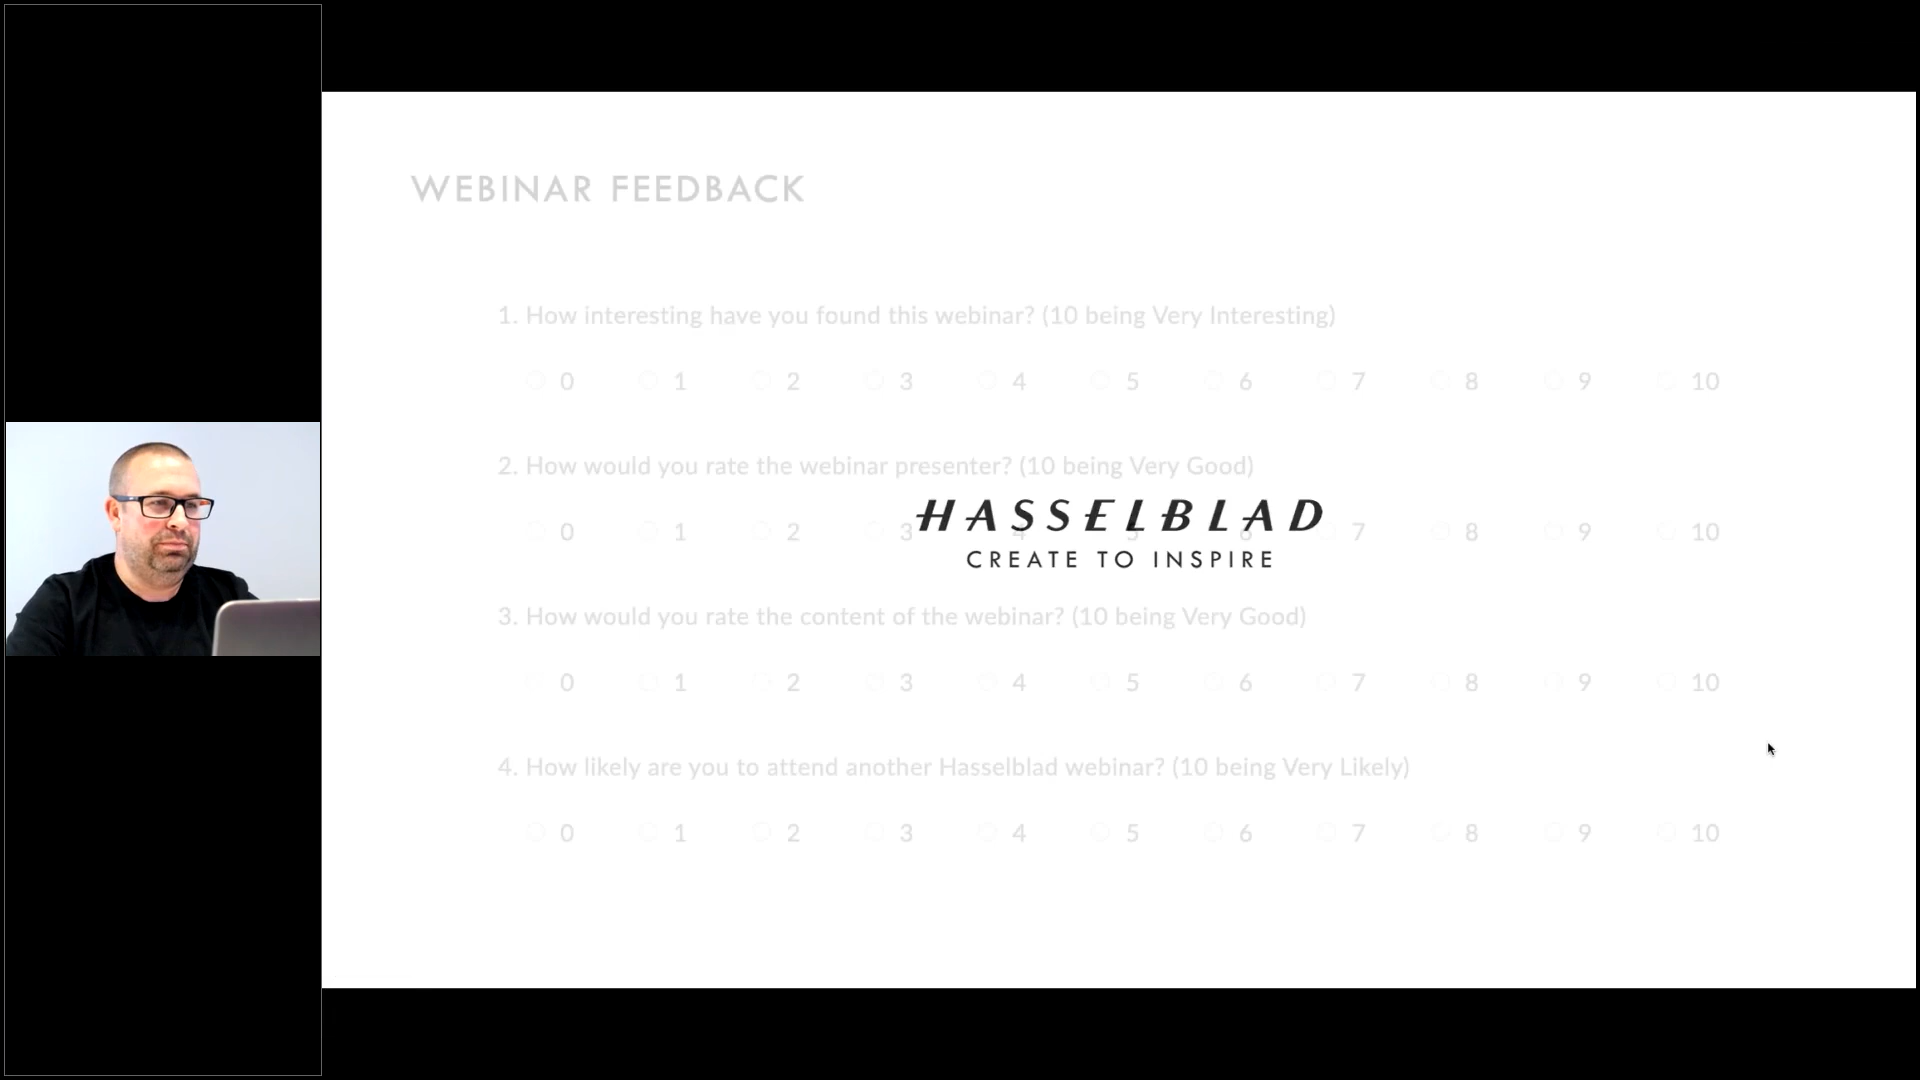 WEBINAR FEEDBACK
1. How interesting have you found this webinar? (10 being Very Interesting)
0 1 2 3 4 5 6 7 8 9 10
2. How would you rate the webinar presenter? (10 being Very Good)
HASSELBLAD
0 1 2 3 4 5 6 7 8 9 10
CREATE TO INSPIRE
3. How would you rate the content of the webinar? (10 being Very Good)
0 1 2 3 4 5 6 7 8 9 10
4. How likely are you to attend another Hasselblad webinar? (10 being Very Likely)
0 1 2 3 4 5 6 7 8 9 10